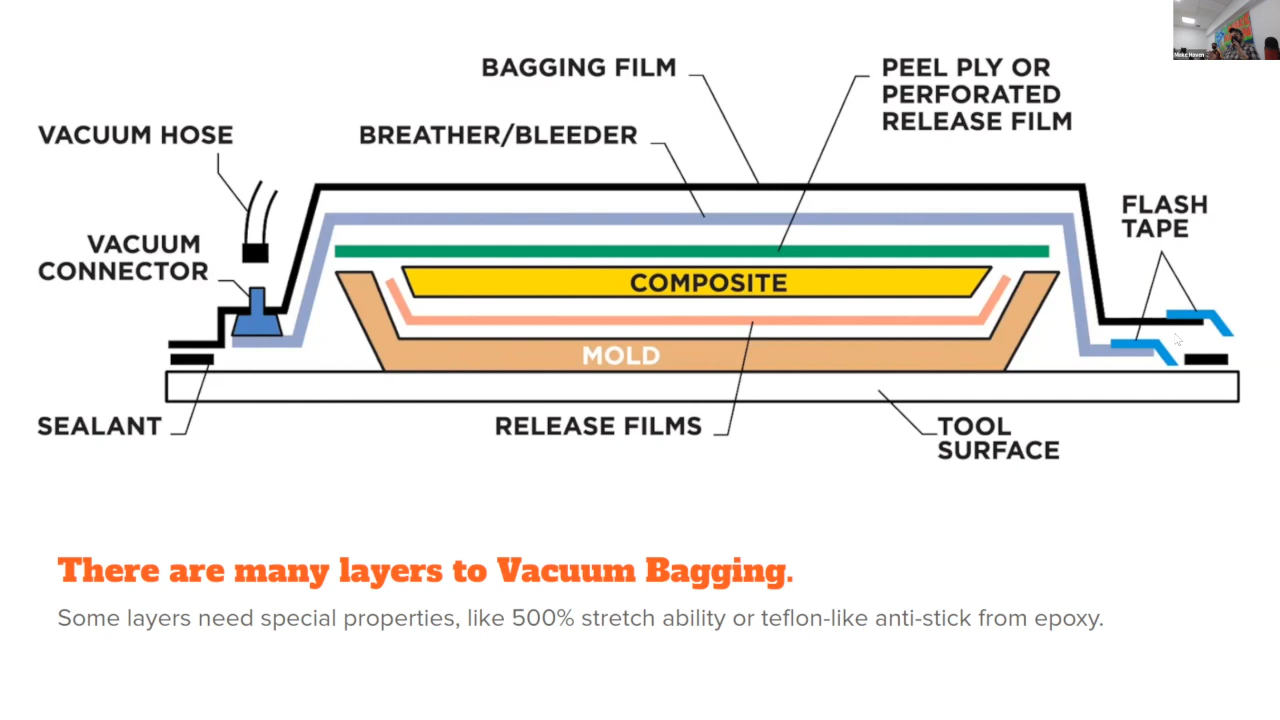 BAGGING FILM
PEEL PLY OR
PERFORATED
RELEASE FILM
VACUUM HOSE
BREATHER/BLEEDER
FLASH
TAPE
VACUUM
CONNECTOR
COMPOSITE
MOLD
SEALANT
RELEASE FILMS
TOOL
SURFACE
There are many layers to Vacuum Bagging.
Some layers need special properties, like 500% stretch ability or teflon-like anti-stick from epoxy.